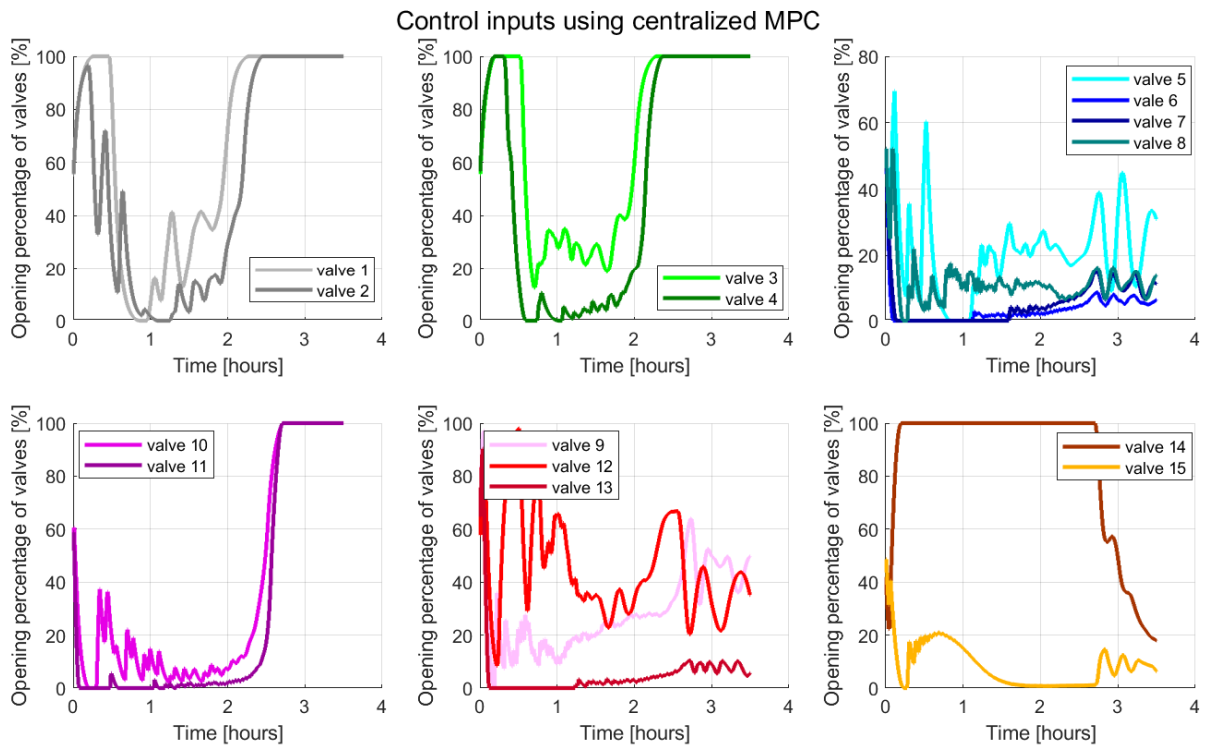 Control inputs using centralized MPC
Opening percentage of valves [%]
100
80
60
40
20
0
0
1
2
3
4
Time [hours]
valve 1
valve 2
Opening percentage of valves [%]
100
80
60
40
20
0
0
1
2
3
4
Time [hours]
valve 3
valve 4
Opening percentage of valves [%]
80
60
40
20
0
0
1
2
3
4
Time [hours]
valve 5
vale 6
valve 7
valve 8
Opening percentage of valves [%]
100
80
60
40
20
0
0
1
2
3
4
Time [hours]
valve 10
valve 11
Opening percentage of valves [%]
100
80
60
40
20
0
0
1
2
3
4
Time [hours]
valve 9
valve 12
valve 13
Opening percentage of valves [%]
100
80
60
40
20
0
0
1
2
3
4
Time [hours]
valve 14
valve 15